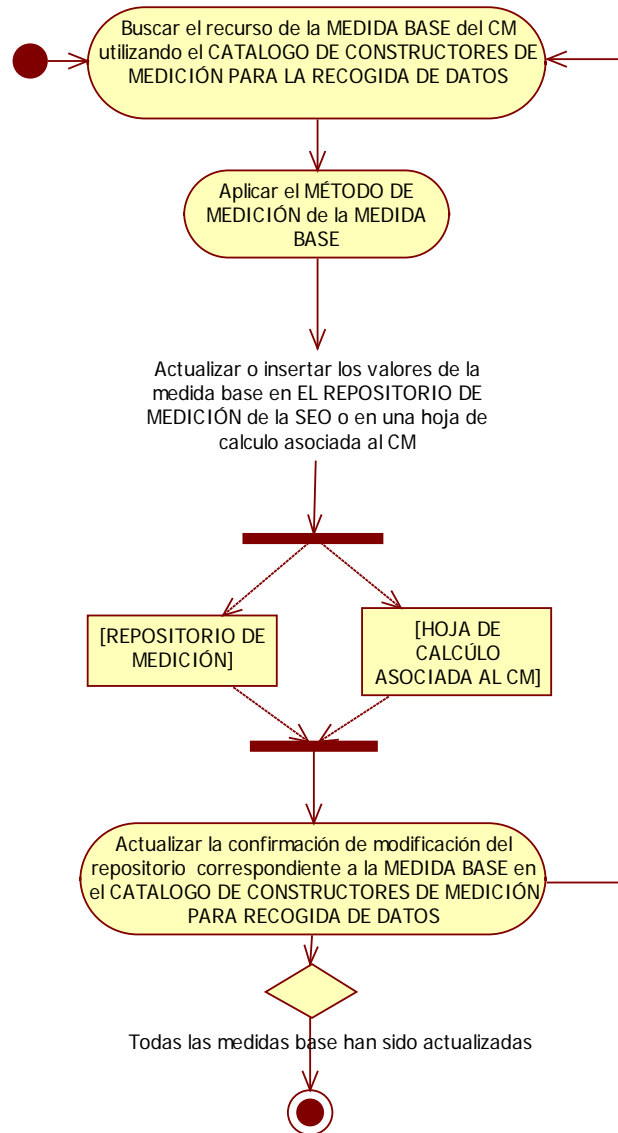 Buscar el recurso de la MEDIDA BASE del CM
utilizando el CATALOGO DE CONSTRUCTORES DE
MEDICIÓN PARA LA RECOGIDA DE DATOS
Aplicar el MÉTODO DE
MEDICIÓN de la MEDIDA
BASE
Actualizar o insertar los valores de la
medida base en EL REPOSITORIO DE
MEDICIÓN de la SEO o en una hoja de
calculo asociada al CM
[REPOSITORIO DE
MEDICIÓN]
[HOJA DE
CALCÚLO
ASOCIADA AL CM]
Actualizar la confirmación de modificación del
repositorio correspondiente a la MEDIDA BASE en
el CATALOGO DE CONSTRUCTORES DE MEDICIÓN
PARA RECOGIDA DE DATOS
Todas las medidas base han sido actualizadas